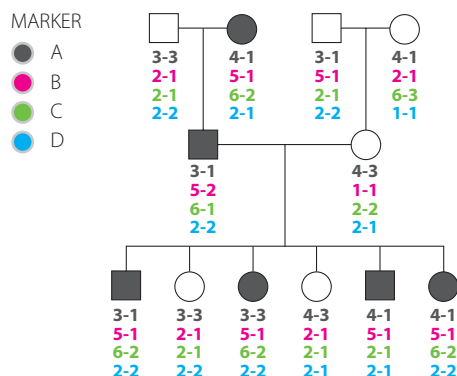 MARKER
A
B
C
D
3-3 4-1 3-1 4-1
2-1 5-1 5-1 2-1
2-1 6-2 2-1 6-3
2-2 2-1 2-2 1-1
3-1 4-3
5-2 1-1
6-1 2-2
2-2 2-1
3-1 3-3 3-3 4-3 4-1 4-1
5-1 2-1 5-1 2-1 5-1 5-1
6-2 2-1 6-2 2-1 2-1 6-2
2-2 2-2 2-2 2-1 2-1 2-2